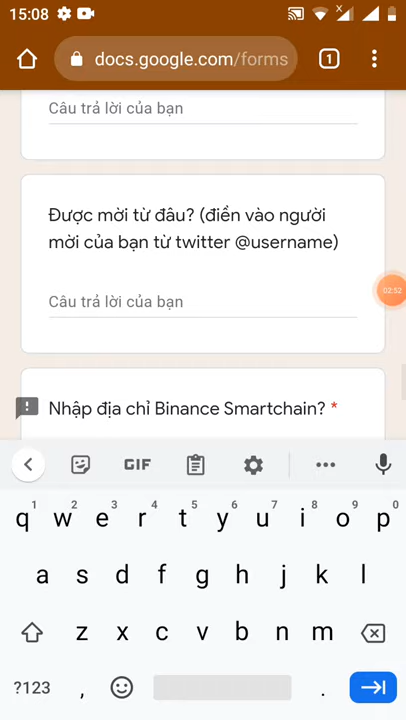 15:08
docs.google.com/forms
1
Câu trả lời của bạn
Được mời từ đâu? (điền vào người
mời của bạn từ twitter @username)
02:52
Câu trả lời của bạn
Nhập địa chỉ Binance Smartchain? *
GIF
1 2 3 4 5 6 7 8 9 0
q w e r t y u i o p
a s d f g h j k l
z x c v b n m
?123 , .